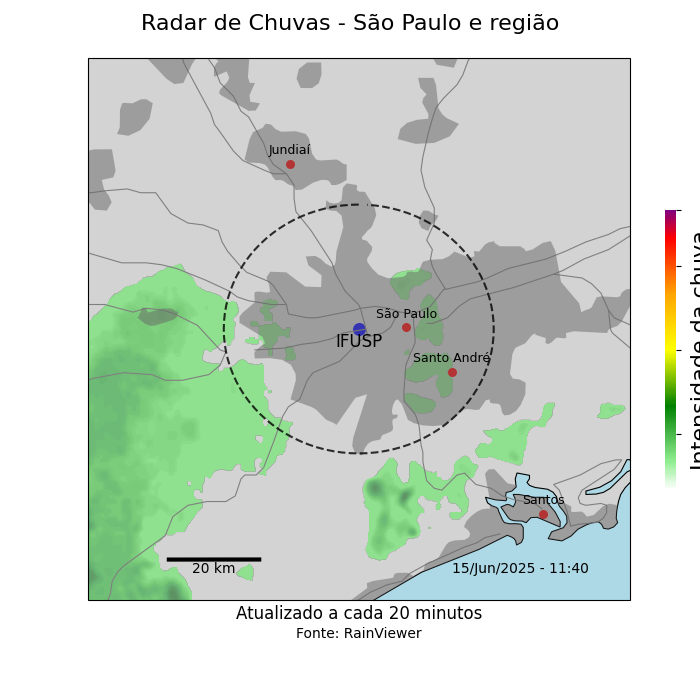 Radar de Chuvas - São Paulo e região
Jundiaí
São Paulo
IFUSP
Santo André
Santos
20 km
15/Jun/2025 - 11:40
Intensidade da chuva
Atualizado a cada 20 minutos
Fonte: RainViewer